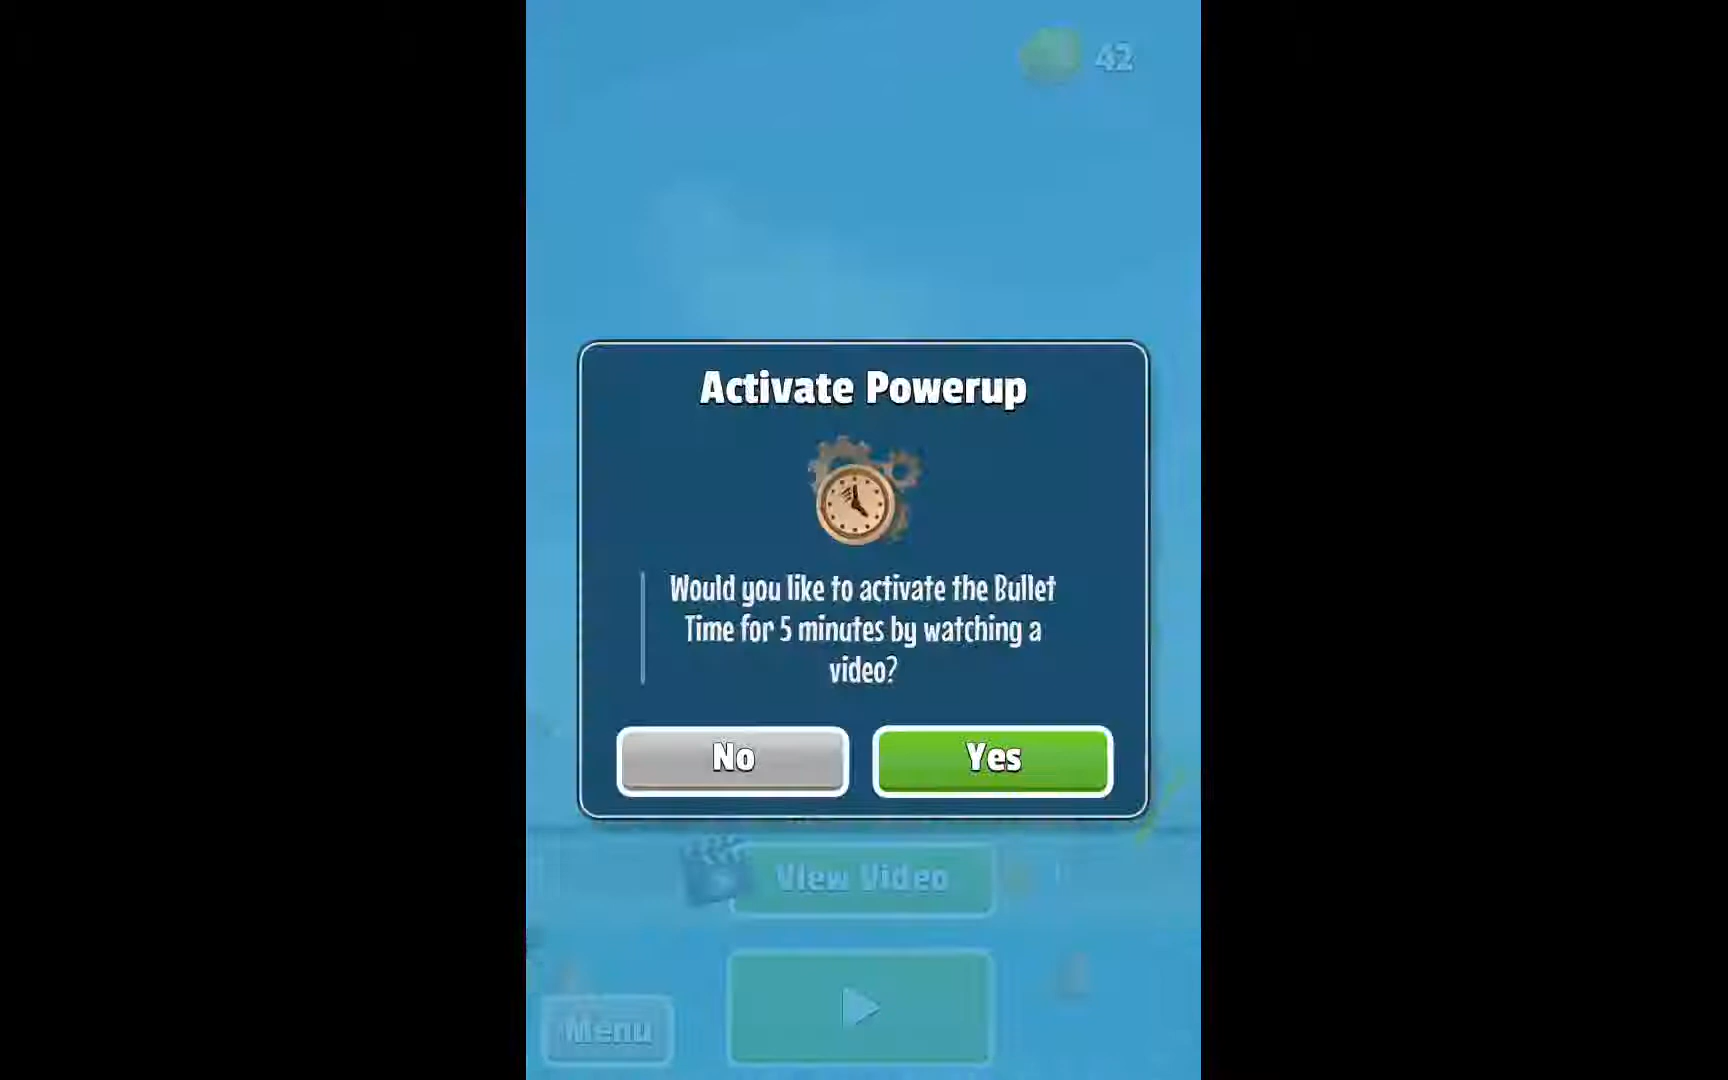 42
Activate Powerup
Would you like to activate the Bullet
Time for 5 minutes by watching a
video?
No
Yes
View Video
Menu